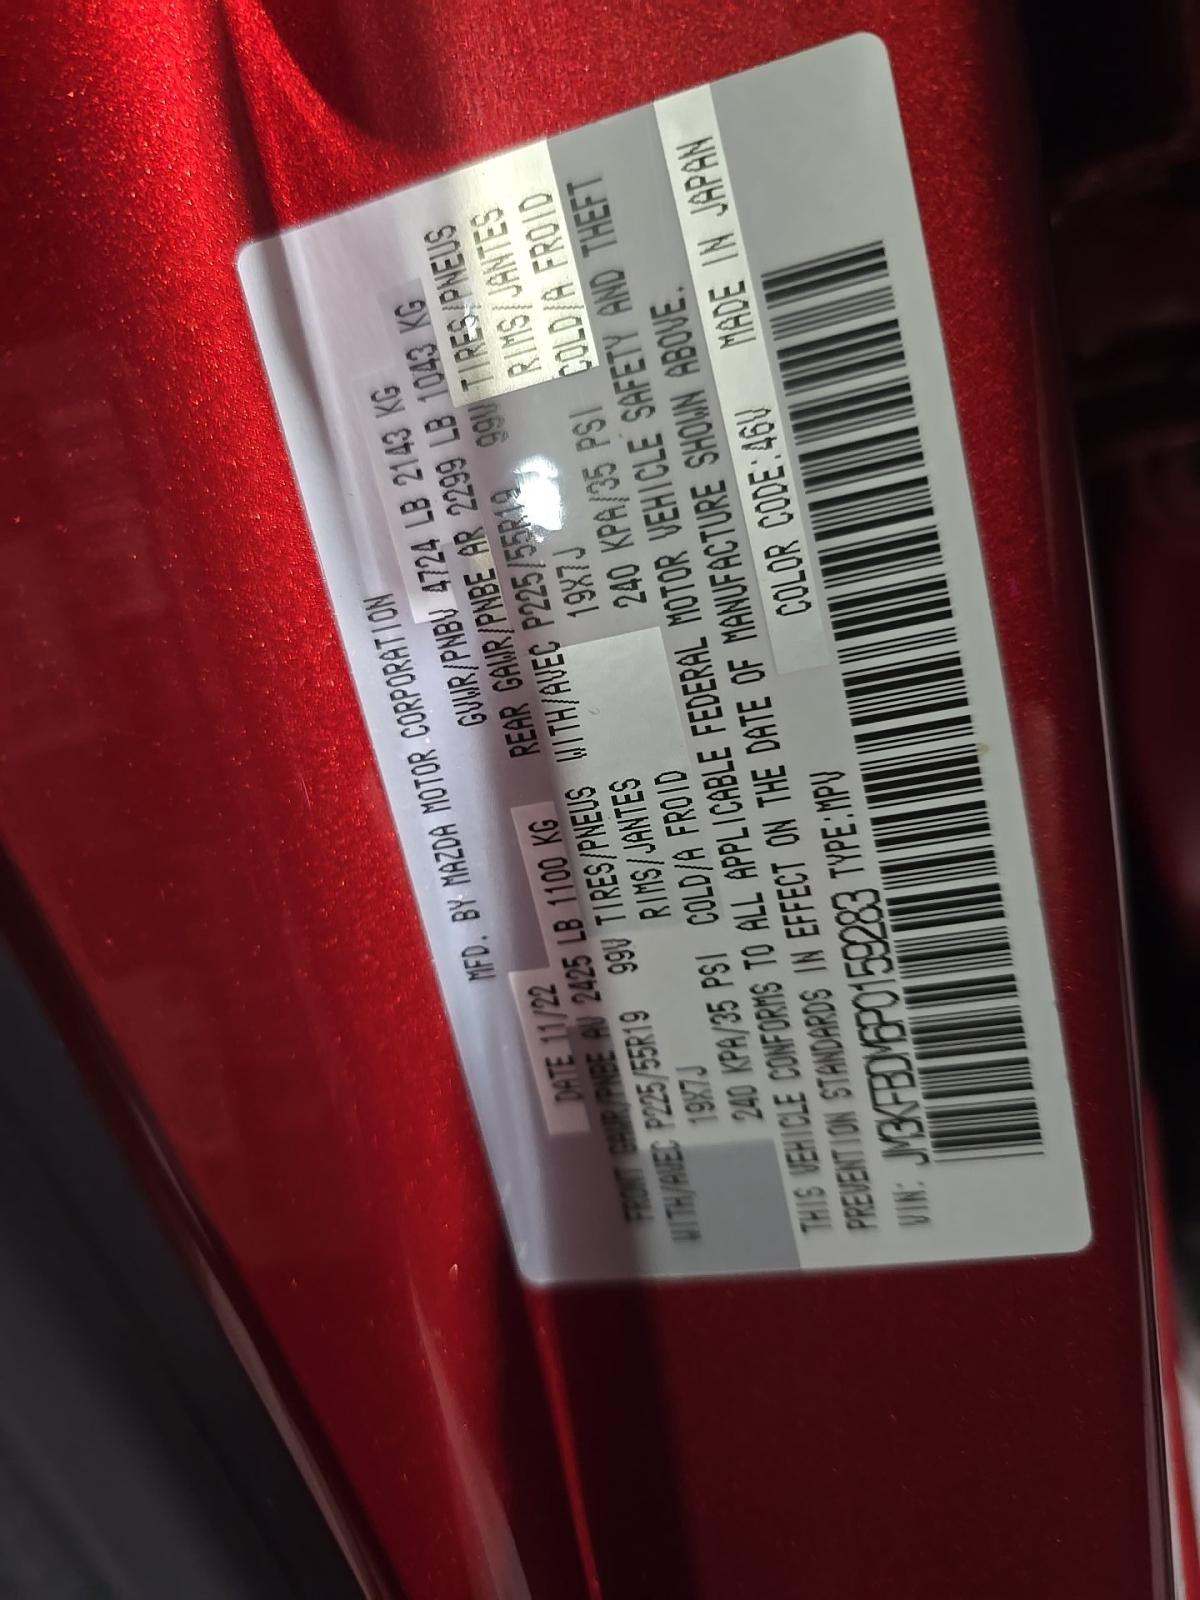 MFD. BY MAZDA MOTOR CORPORATION
DATE 11/22 GVWR/PNBV 4724 LB 2143 KG
FRONT GAWR/PNBE AV 2425 LB 1100 KG REAR GAWR/PNBE AR 2299 LB 1043 KG
WITH/AVEC P225/55R19 99V TIRES/PNEUS WITH/AVEC P225/55R19 99V TIRES/PNEUS
19X7J RIMS/JANTES 19X7J RIMS/JANTES
240 KPA/35 PSI COLD/A FROID 240 KPA/35 PSI COLD/A FROID
THIS VEHICLE CONFORMS TO ALL APPLICABLE FEDERAL MOTOR VEHICLE SAFETY AND THEFT
PREVENTION STANDARDS IN EFFECT ON THE DATE OF MANUFACTURE SHOWN ABOVE.
VIN: JM3KFBDM6P0159283 TYPE:MPV COLOR CODE:46V MADE IN JAPAN